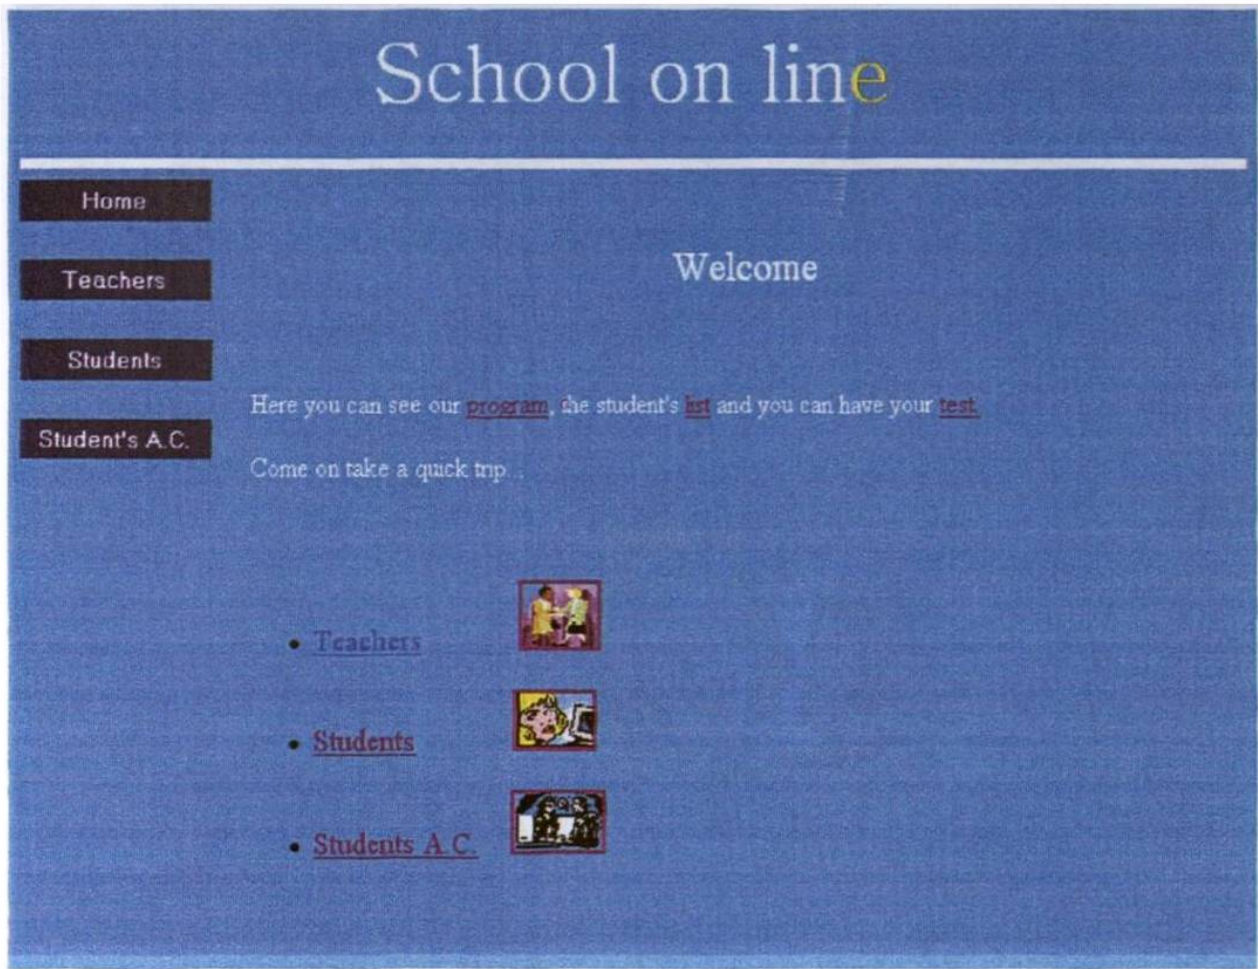 School on line
Home
Teachers
Students
Student's A.C.
Welcome
Here you can see our program, the student's list and you can have your test.
Come on take a quick trip...
• Teachers
• Students
• Students A.C.